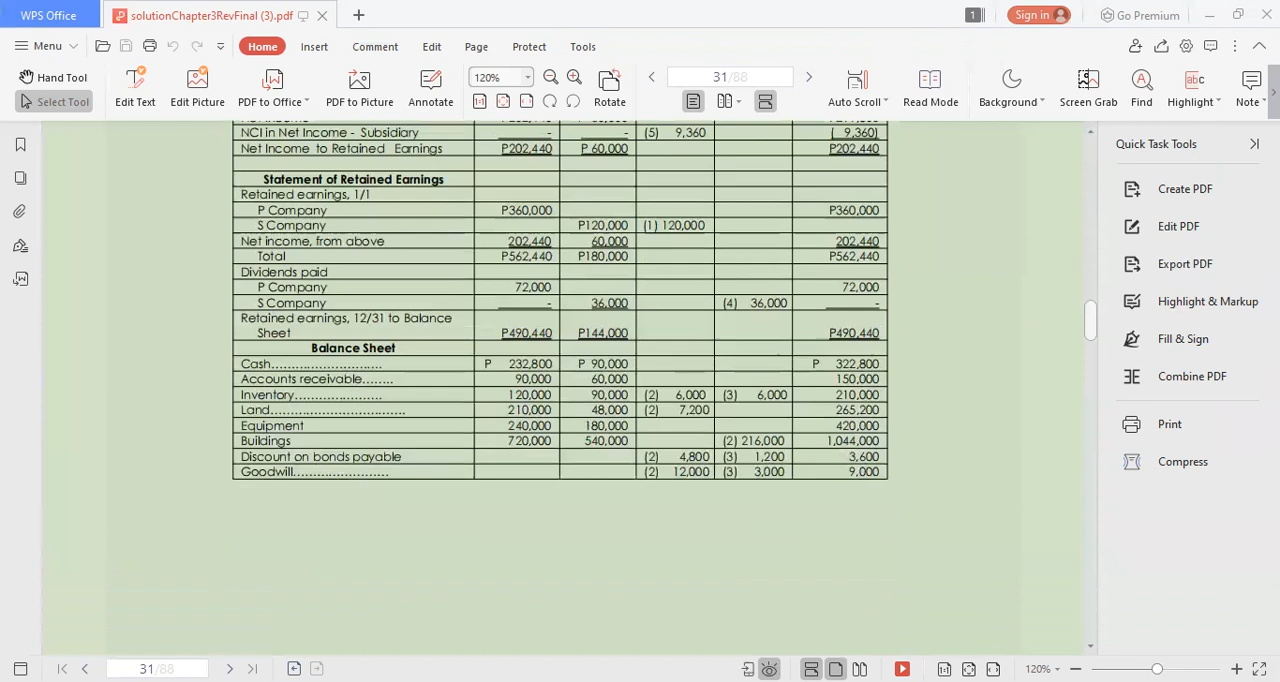 WPS Office
solutionChapter3RevFinal (3).pdf
1
Sign in
Go Premium
Menu
Home
Insert
Comment
Edit
Page
Protect
Tools
Hand Tool
Select Tool
Edit Text
Edit Picture
PDF to Office
PDF to Picture
Annotate
120%
Rotate
31/88
Auto Scroll
Read Mode
Background
Screen Grab
Find
Highlight
Note
NCI in Net Income - Subsidiary - - (5) 9,360 ( 9,360)
Net Income to Retained Earnings P202,440 P 60,000 P202,440
Statement of Retained Earnings
Retained earnings, 1/1
P Company P360,000 P360,000
S Company P120,000 (1) 120,000
Net income, from above 202,440 60,000 202,440
Total P562,440 P180,000 P562,440
Dividends paid
P Company 72,000 72,000
S Company - 36,000 (4) 36,000 -
Retained earnings, 12/31 to Balance
Sheet P490,440 P144,000 P490,440
Balance Sheet
Cash............................ P 232,800 P 90,000 P 322,800
Accounts receivable........ 90,000 60,000 150,000
Inventory...................... 120,000 90,000 (2) 6,000 (3) 6,000 210,000
Land.................................. 210,000 48,000 (2) 7,200 265,200
Equipment 240,000 180,000 420,000
Buildings 720,000 540,000 (2) 216,000 1,044,000
Discount on bonds payable (2) 4,800 (3) 1,200 3,600
Goodwill........................ (2) 12,000 (3) 3,000 9,000
Quick Task Tools
Create PDF
Edit PDF
Export PDF
Highlight & Markup
Fill & Sign
Combine PDF
Print
Compress
31/88
120%